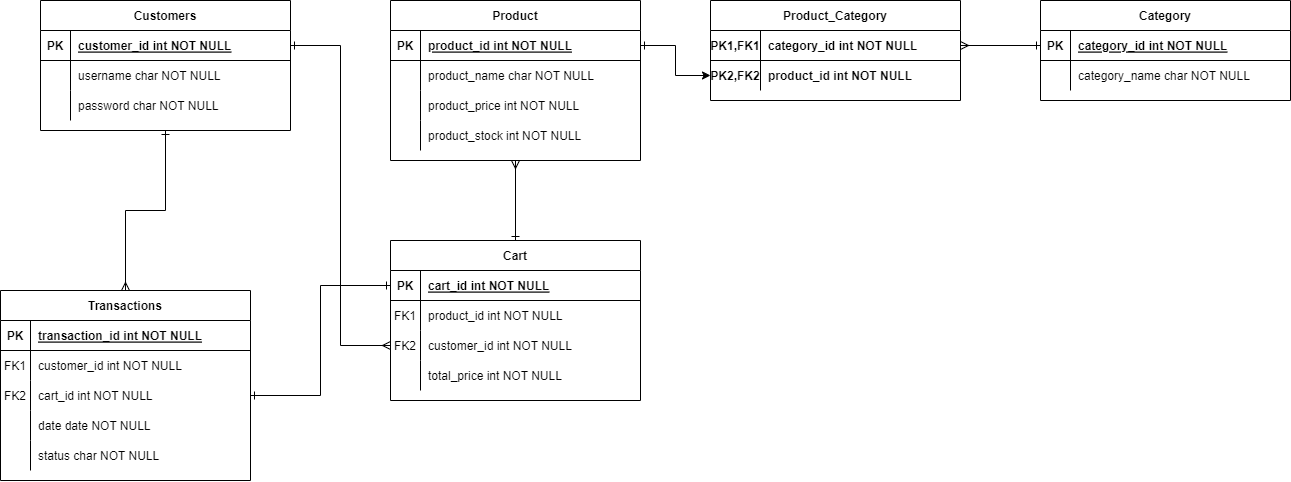 Customers
PK customer_id int NOT NULL
username char NOT NULL
password char NOT NULL
Product
PK product_id int NOT NULL
product_name char NOT NULL
product_price int NOT NULL
product_stock int NOT NULL
Product_Category
PK1,FK1 category_id int NOT NULL
PK2,FK2 product_id int NOT NULL
Category
PK category_id int NOT NULL
category_name char NOT NULL
Transactions
PK transaction_id int NOT NULL
FK1 customer_id int NOT NULL
FK2 cart_id int NOT NULL
date date NOT NULL
status char NOT NULL
Cart
PK cart_id int NOT NULL
FK1 product_id int NOT NULL
FK2 customer_id int NOT NULL
total_price int NOT NULL